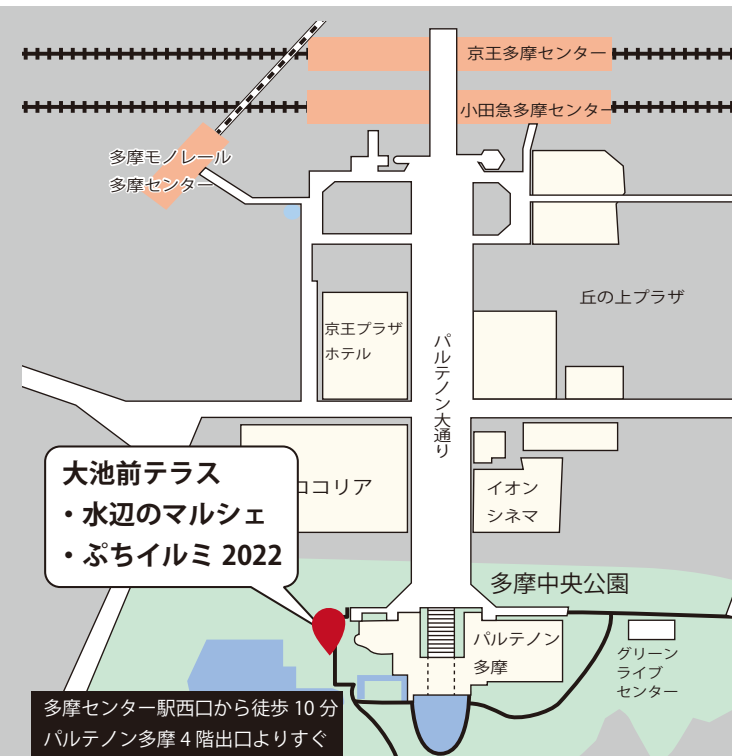 京王多摩センター
小田急多摩センター
多摩モノレール
多摩センター
丘の上プラザ
京王プラザ
ホテル
パルテノン大通り
大池前テラス
・水辺のマルシェ
・ぷちイルミ 2022
ココリア
イオン
シネマ
多摩中央公園
パルテノン
多摩
グリーン
ライブ
センター
多摩センター駅西口から徒歩 10 分
パルテノン多摩 4 階出口よりすぐ